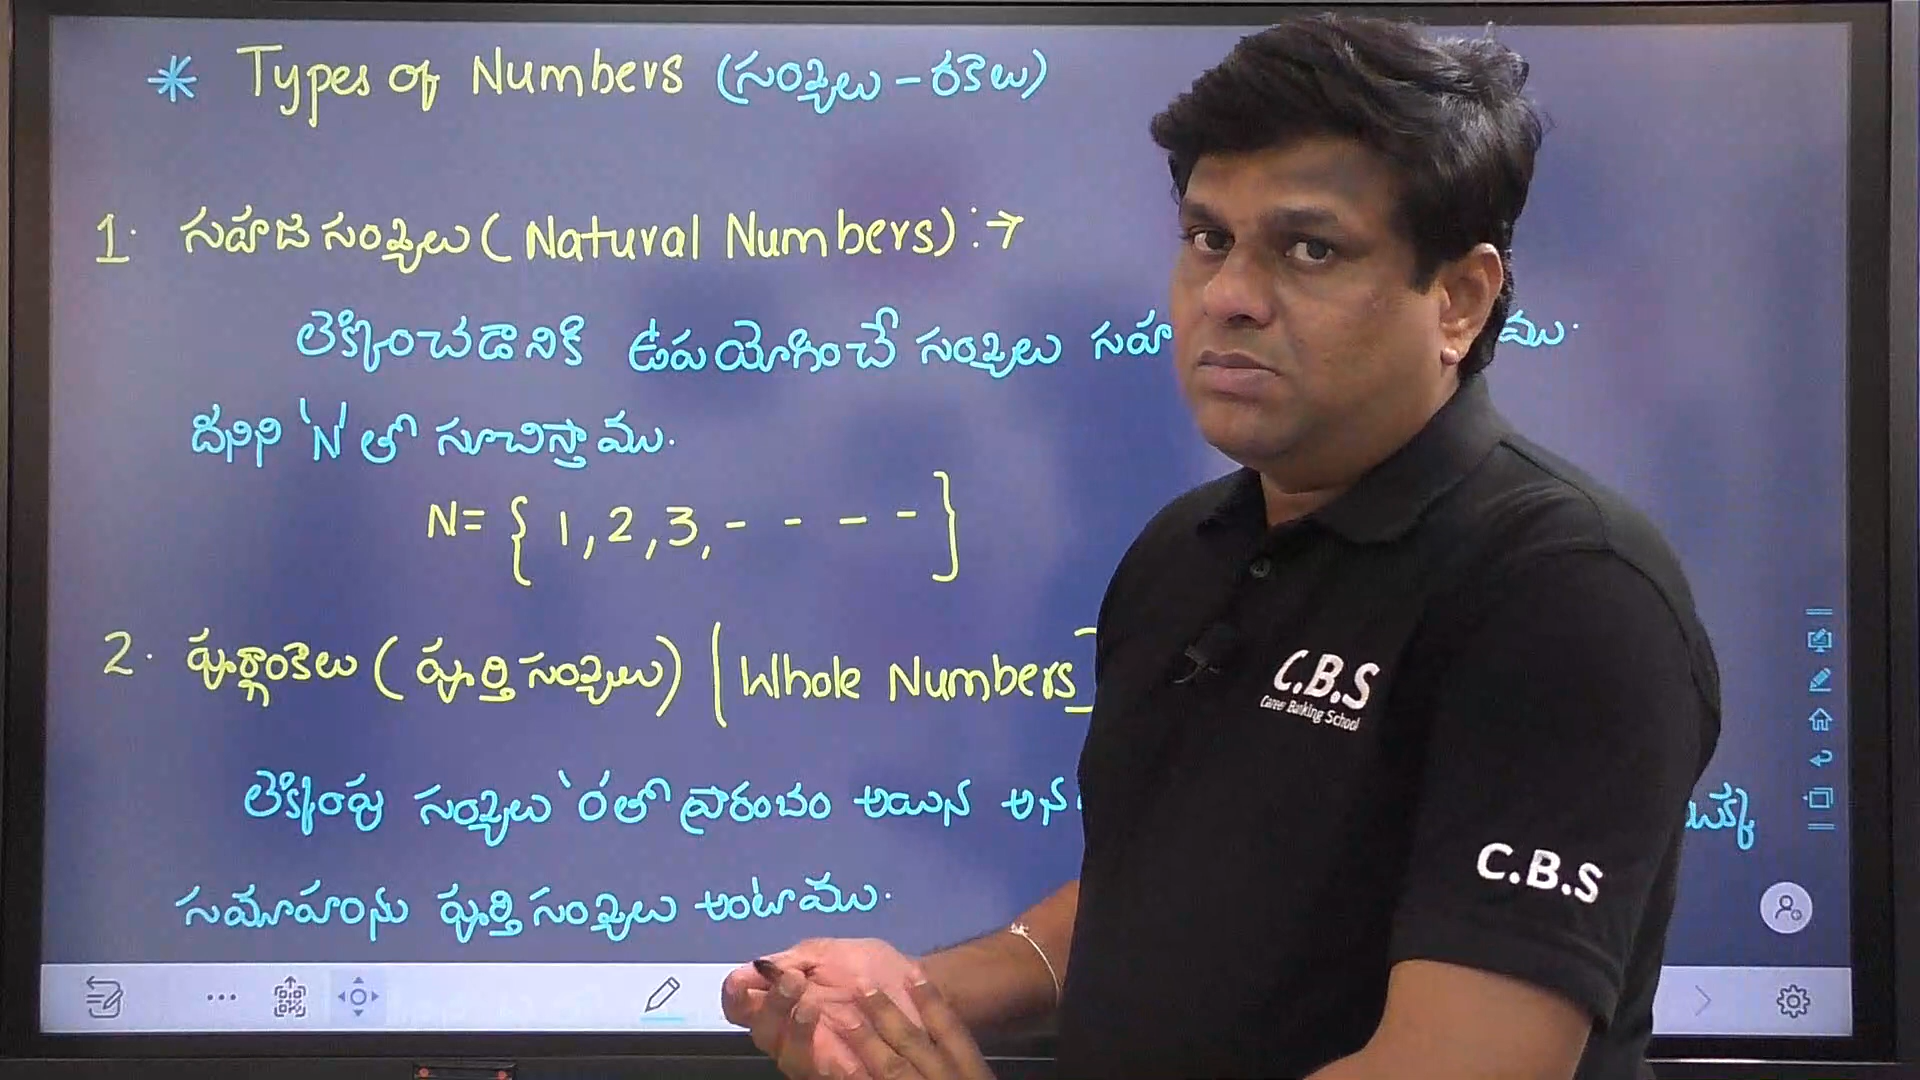 * Types of Numbers (సంఖ్యలు - రకాలు)
1. సహజ సంఖ్యలు ( Natural Numbers) :→
లెక్కించడానికి ఉపయోగించే సంఖ్యలు సహ ము.
దీనిని 'N' తో సూచిస్తాము.
N= { 1, 2, 3, - - - - }
2. పూర్ణాంకాలు ( పూర్తి సంఖ్యలు) [Whole Numbers]
లెక్కింపు సంఖ్యలు '0'తో ప్రారంభం అయిన
సమూహంను పూర్తి సంఖ్యలు అంటాము.
C.B.S
Career Banking School
C.B.S